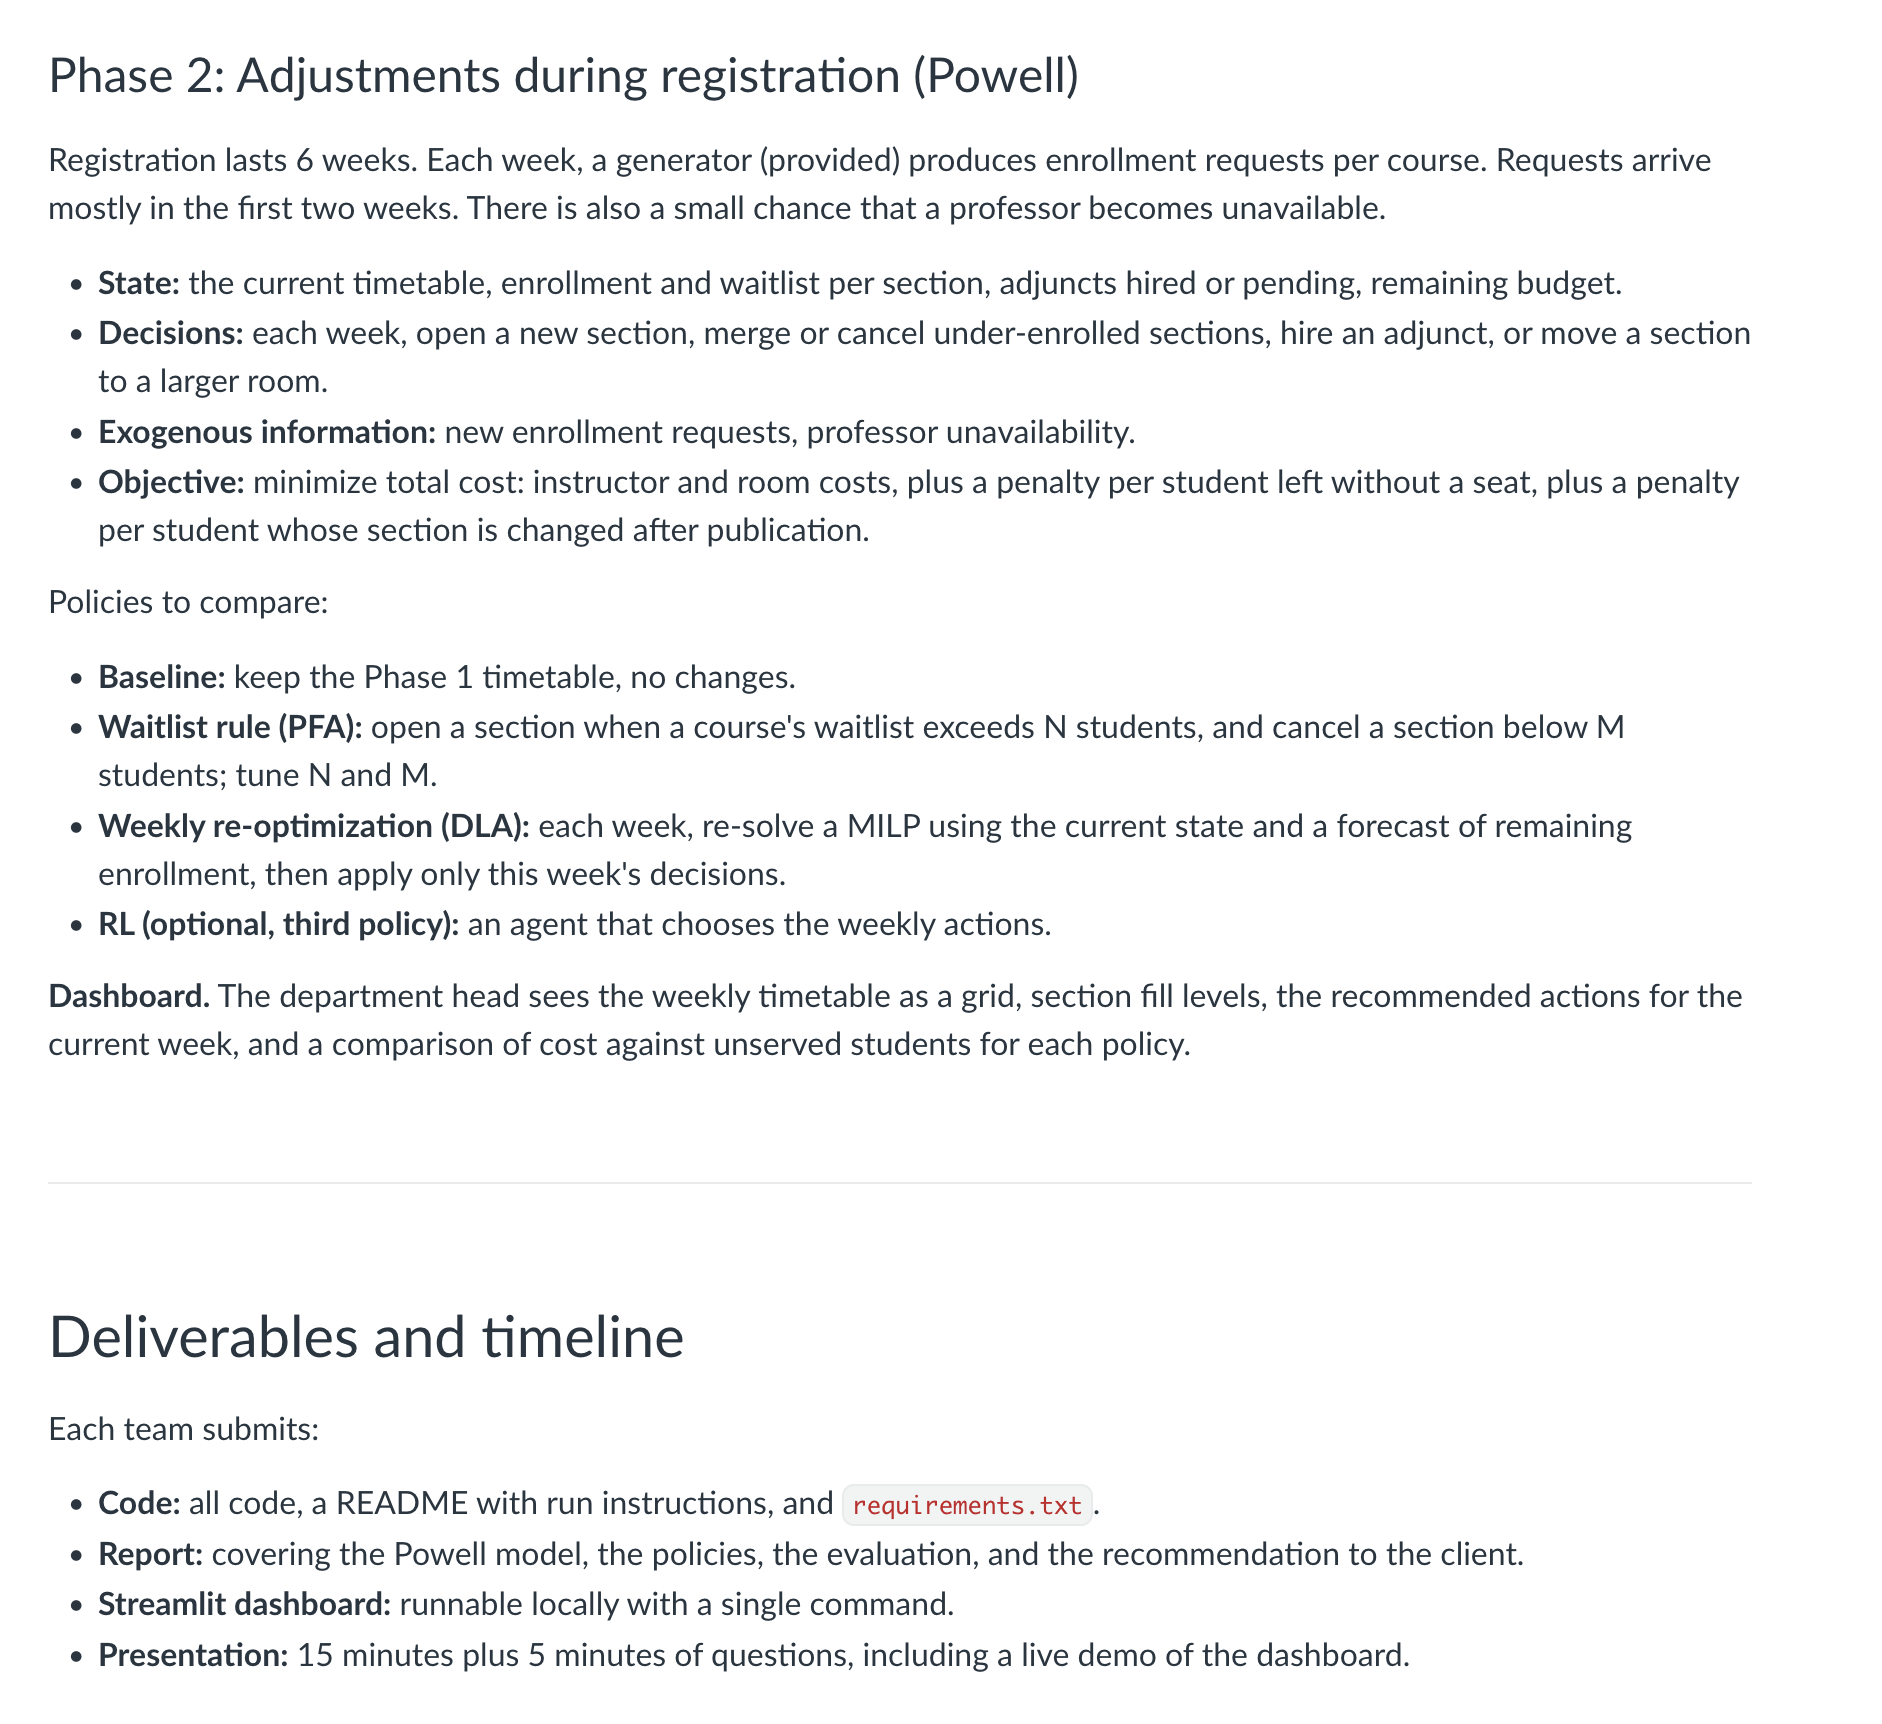 Phase 2: Adjustments during registration (Powell)
Registration lasts 6 weeks. Each week, a generator (provided) produces enrollment requests per course. Requests arrive
mostly in the first two weeks. There is also a small chance that a professor becomes unavailable.
• State: the current timetable, enrollment and waitlist per section, adjuncts hired or pending, remaining budget.
• Decisions: each week, open a new section, merge or cancel under-enrolled sections, hire an adjunct, or move a section
to a larger room.
• Exogenous information: new enrollment requests, professor unavailability.
• Objective: minimize total cost: instructor and room costs, plus a penalty per student left without a seat, plus a penalty
per student whose section is changed after publication.
Policies to compare:
• Baseline: keep the Phase 1 timetable, no changes.
• Waitlist rule (PFA): open a section when a course's waitlist exceeds N students, and cancel a section below M
students; tune N and M.
• Weekly re-optimization (DLA): each week, re-solve a MILP using the current state and a forecast of remaining
enrollment, then apply only this week's decisions.
• RL (optional, third policy): an agent that chooses the weekly actions.
Dashboard. The department head sees the weekly timetable as a grid, section fill levels, the recommended actions for the
current week, and a comparison of cost against unserved students for each policy.
Deliverables and timeline
Each team submits:
• Code: all code, a README with run instructions, and requirements.txt.
• Report: covering the Powell model, the policies, the evaluation, and the recommendation to the client.
• Streamlit dashboard: runnable locally with a single command.
• Presentation: 15 minutes plus 5 minutes of questions, including a live demo of the dashboard.